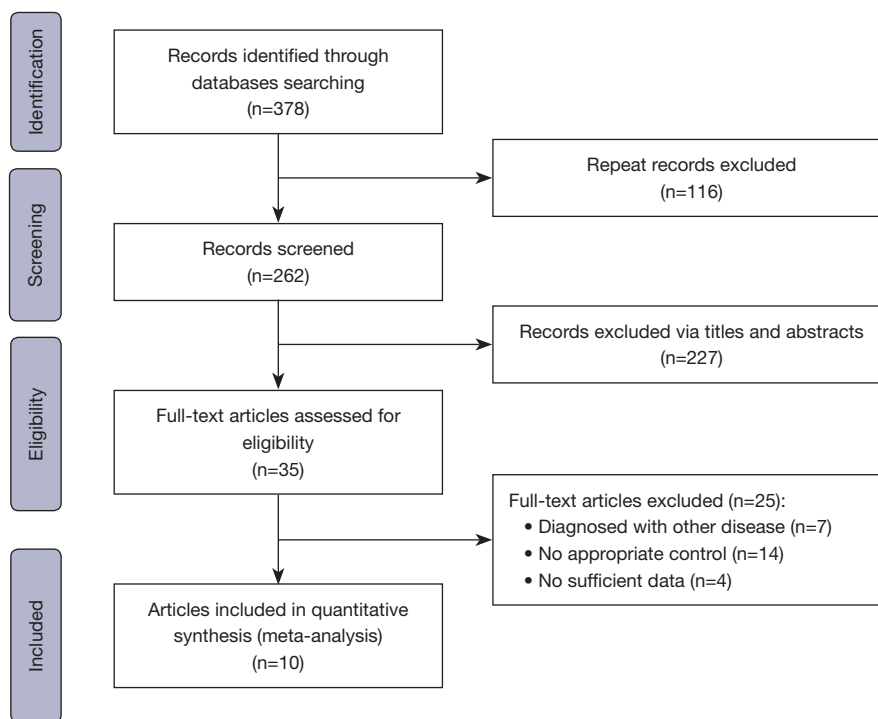 Identification
Records identified through
databases searching
(n=378)
Repeat records excluded
(n=116)
Screening
Records screened
(n=262)
Records excluded via titles and abstracts
(n=227)
Eligibility
Full-text articles assessed for
eligibility
(n=35)
Full-text articles excluded (n=25):
• Diagnosed with other disease (n=7)
• No appropriate control (n=14)
• No sufficient data (n=4)
Included
Articles included in quantitative
synthesis (meta-analysis)
(n=10)